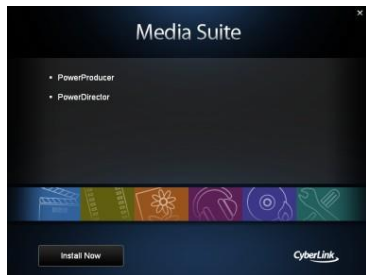 Media Suite
PowerProducer
PowerDirector
Install Now
CyberLink